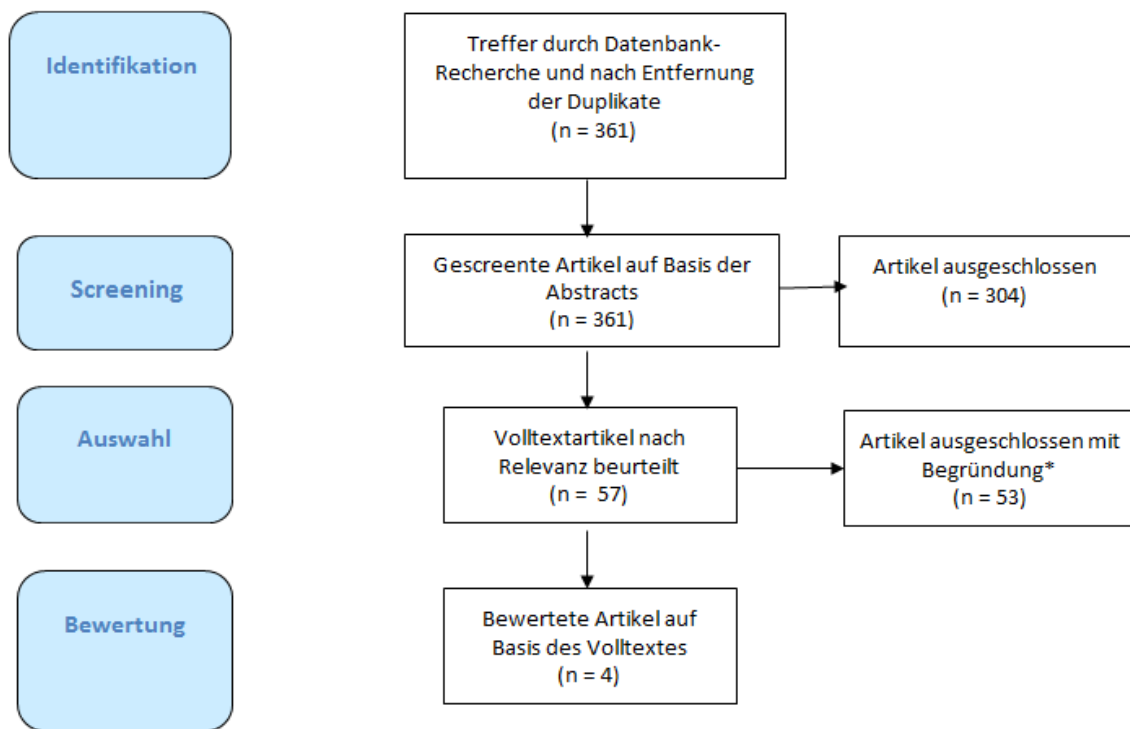 Identifikation
Treffer durch Datenbank-
Recherche und nach Entfernung
der Duplikate
(n = 361)
Screening
Gescreente Artikel auf Basis der
Abstracts
(n = 361)
Artikel ausgeschlossen
(n = 304)
Auswahl
Volltextartikel nach
Relevanz beurteilt
(n =  57)
Artikel ausgeschlossen mit
Begründung*
(n = 53)
Bewertung
Bewertete Artikel auf
Basis des Volltextes
(n = 4)